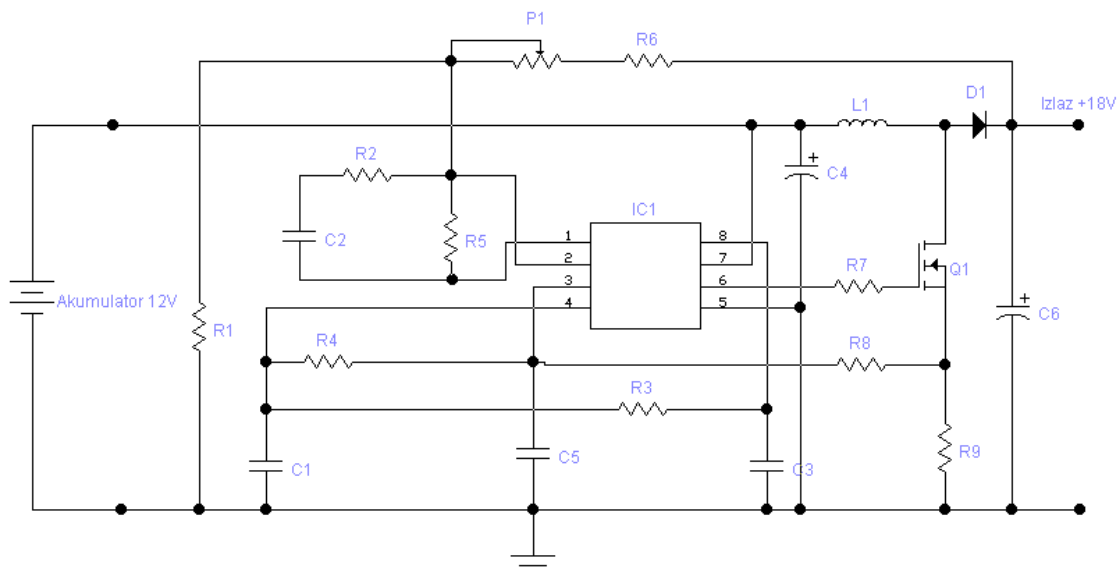 P1
R6
D1
Izlaz +18V
L1
R2
C4
IC1
C2
R5
1
2
3
4
8
7
6
5
R7
Q1
Akumulator 12V
R1
C6
R4
R8
R3
C1
C5
C3
R9